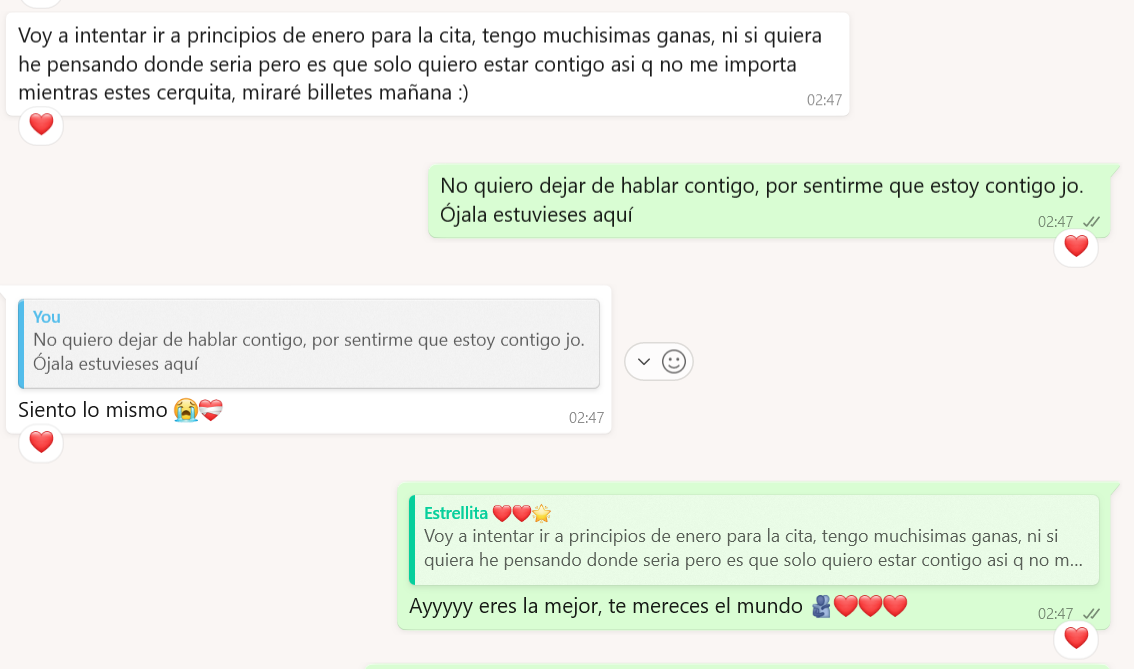 Voy a intentar ir a principios de enero para la cita, tengo muchisimas ganas, ni si quiera
he pensando donde seria pero es que solo quiero estar contigo asi q no me importa
mientras estes cerquita, miraré billetes mañana :)
02:47
❤️
No quiero dejar de hablar contigo, por sentirme que estoy contigo jo.
Ójala estuvieses aquí
02:47
❤️
You
No quiero dejar de hablar contigo, por sentirme que estoy contigo jo.
Ójala estuvieses aquí
Siento lo mismo 😭❤️‍🩹
02:47
❤️
Estrellita ❤️❤️🌟
Voy a intentar ir a principios de enero para la cita, tengo muchisimas ganas, ni si
quiera he pensando donde seria pero es que solo quiero estar contigo asi q no m...
Ayyyyy eres la mejor, te mereces el mundo 🫂❤️❤️❤️
02:47
❤️